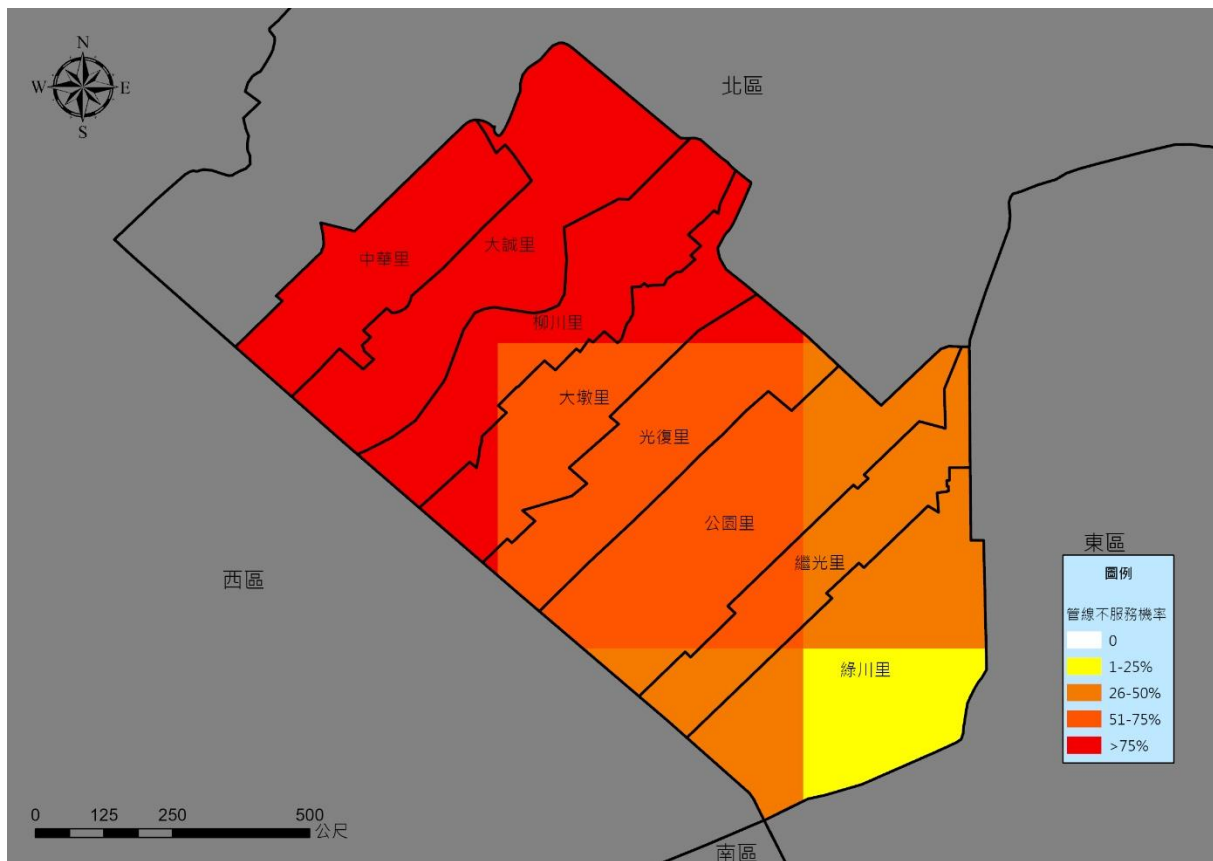 N
W E
S
北區
大誠里
中華里
柳川里
大墩里
光復里
公園里
繼光里
東區
西區
綠川里
圖例
管線不服務機率
0
1-25%
26-50%
51-75%
>75%
0 125 250 500
公尺
南區